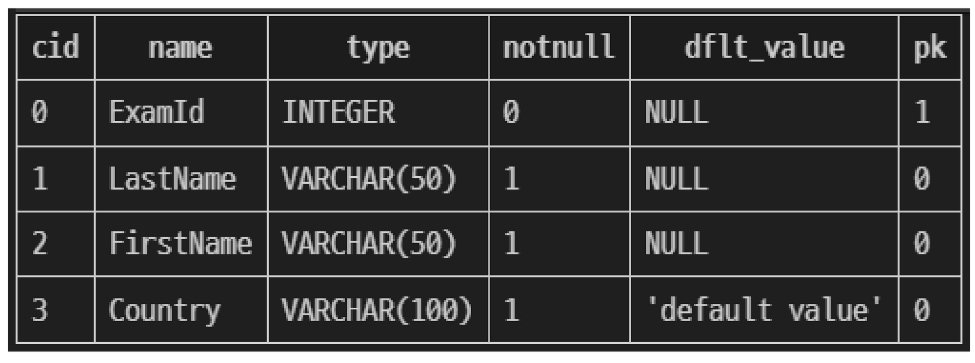 cid name type notnull dflt_value pk
0 ExamId INTEGER 0 NULL 1
1 LastName VARCHAR(50) 1 NULL 0
2 FirstName VARCHAR(50) 1 NULL 0
3 Country VARCHAR(100) 1 'default value' 0